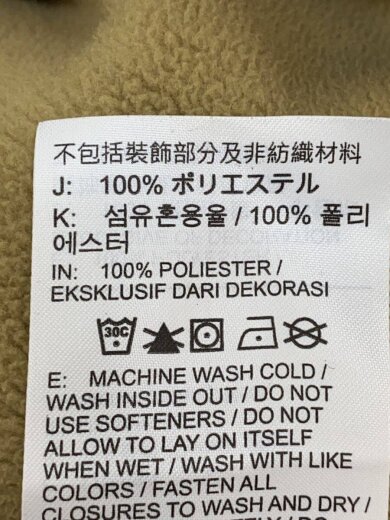 不包括裝飾部分及非紡織材料
J: 100% ポリエステル
K: 섬유혼용율 / 100% 폴리
에스터
IN: 100% POLIESTER /
EKSKLUSIF DARI DEKORASI
30C
E: MACHINE WASH COLD /
WASH INSIDE OUT / DO NOT
USE SOFTENERS / DO NOT
ALLOW TO LAY ON ITSELF
WHEN WET / WASH WITH LIKE
COLORS / FASTEN ALL
CLOSURES TO WASH AND DRY /